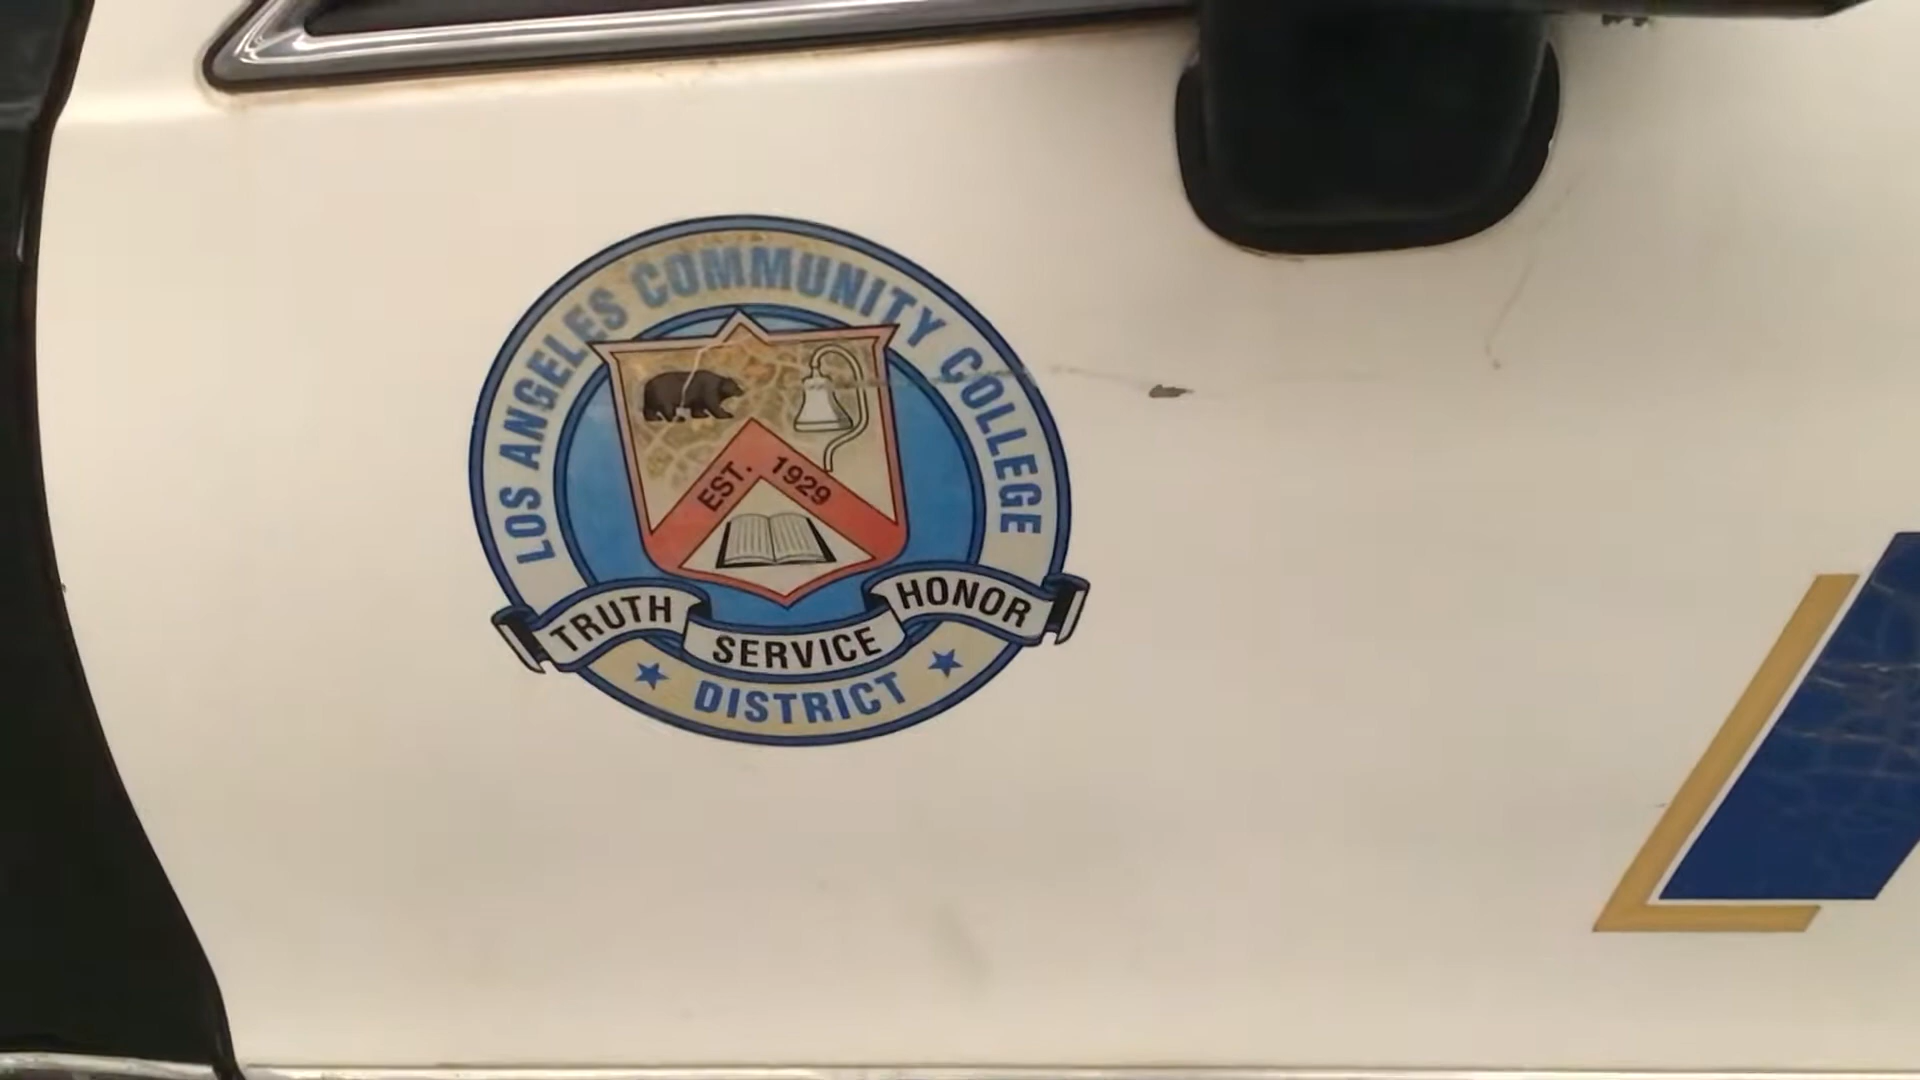 LOS ANGELES COMMUNITY COLLEGE
EST. 1929
TRUTH SERVICE HONOR
DISTRICT